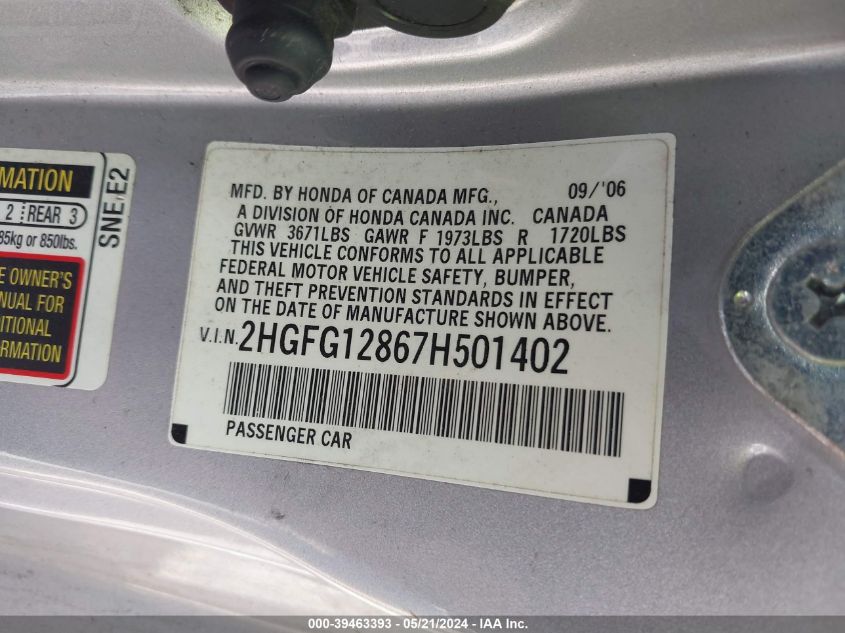 MATION
2 REAR 3
85kg or 850lbs.
E OWNER'S
NUAL FOR
DITIONAL
ORMATION
SNE,E2
MFD. BY HONDA OF CANADA MFG., 09/'06
A DIVISION OF HONDA CANADA INC. CANADA
GVWR 3671LBS GAWR F 1973LBS R 1720LBS
THIS VEHICLE CONFORMS TO ALL APPLICABLE
FEDERAL MOTOR VEHICLE SAFETY, BUMPER,
AND THEFT PREVENTION STANDARDS IN EFFECT
ON THE DATE OF MANUFACTURE SHOWN ABOVE.
V.I.N. 2HGFG12867H501402
PASSENGER CAR
000-39463393 - 05/21/2024 - IAA Inc.